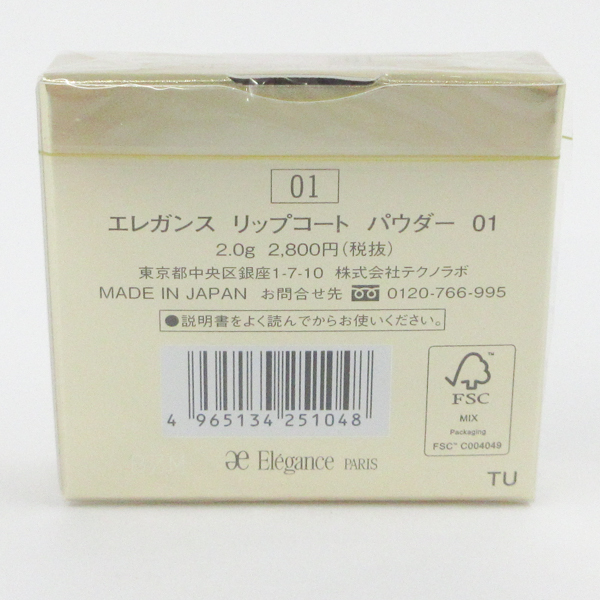 01
エレガンス リップコート パウダー 01
2.0g 2,800円(税抜)
東京都中央区銀座1-7-10 株式会社テクノラボ
MADE IN JAPAN お問合せ先 0120-766-995
●説明書をよく読んでからお使いください。
4 965134 251048
FSC™
MIX
Packaging
FSC™ C004049
æ Elégance PARIS
TU